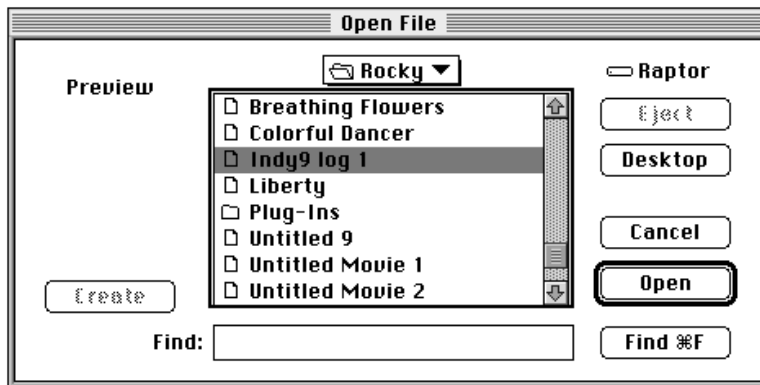 Open File
Preview
Rocky
Raptor
Breathing Flowers
Colorful Dancer
Indy9 log 1
Liberty
Plug-Ins
Untitled 9
Untitled Movie 1
Untitled Movie 2
Eject
Desktop
Cancel
Open
Create
Find:
Find ⌘F